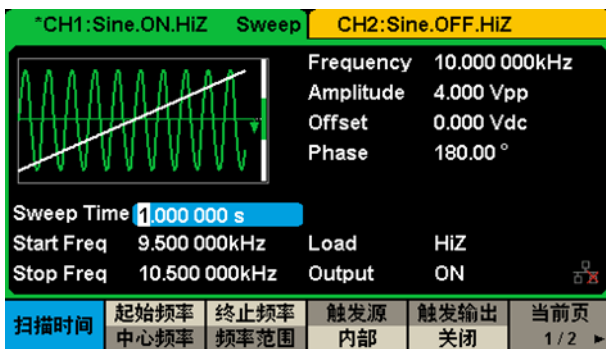 *CH1:Sine.ON.HiZ Sweep CH2:Sine.OFF.HiZ
Frequency 10.000 000kHz
Amplitude 4.000 Vpp
Offset 0.000 Vdc
Phase 180.00 °
Sweep Time 1.000 000 s
Start Freq 9.500 000kHz Load HiZ
Stop Freq 10.500 000kHz Output ON
扫描时间 起始频率 终止频率 触发源 触发输出 当前页
中心频率 频率范围 内部 关闭 1/2 ►